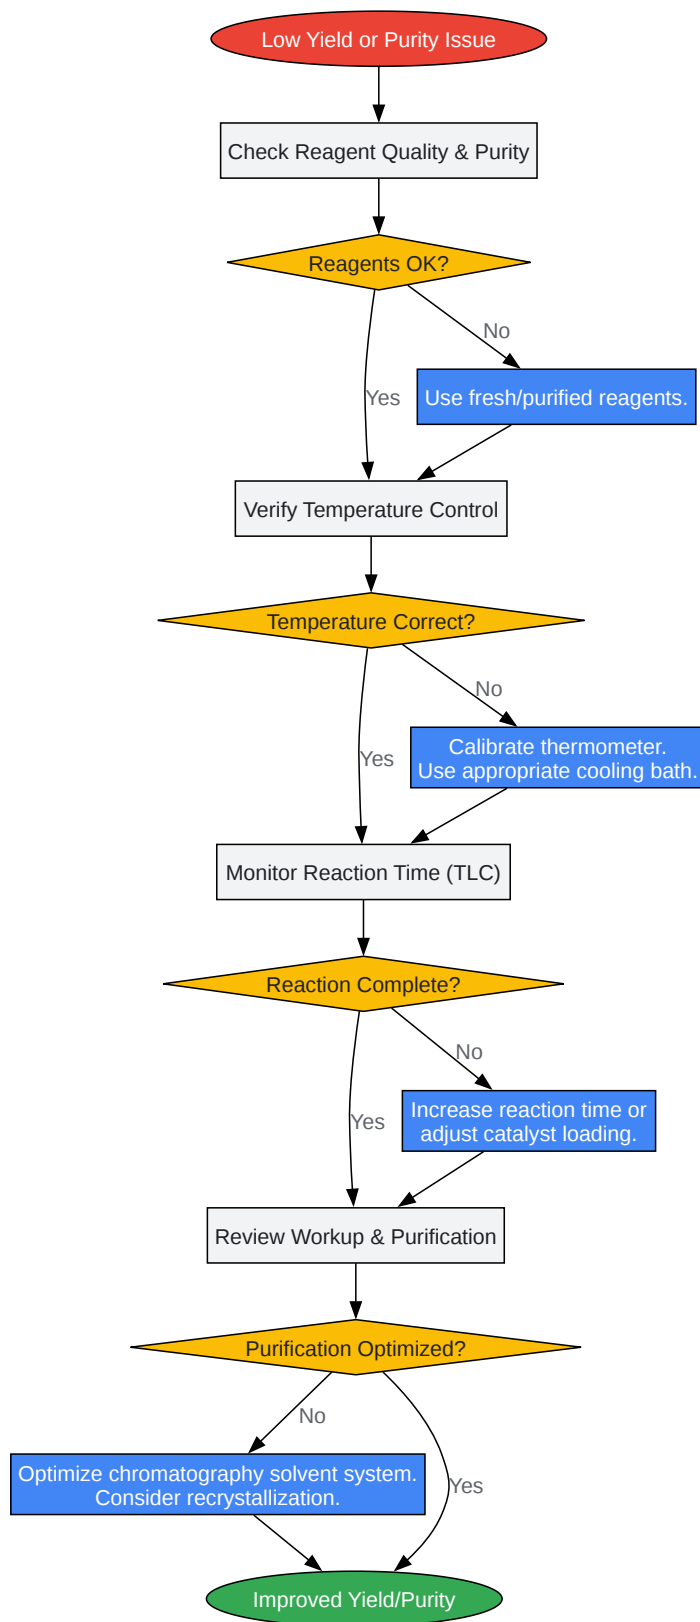 Low Yield or Purity Issue
Check Reagent Quality & Purity
Reagents OK?
No
Yes
Use fresh/purified reagents.
Verify Temperature Control
Temperature Correct?
No
Yes
Calibrate thermometer.
Use appropriate cooling bath.
Monitor Reaction Time (TLC)
Reaction Complete?
No
Yes
Increase reaction time or
adjust catalyst loading.
Review Workup & Purification
Purification Optimized?
No
Optimize chromatography solvent system.
Consider recrystallization.
Yes
Improved Yield/Purity